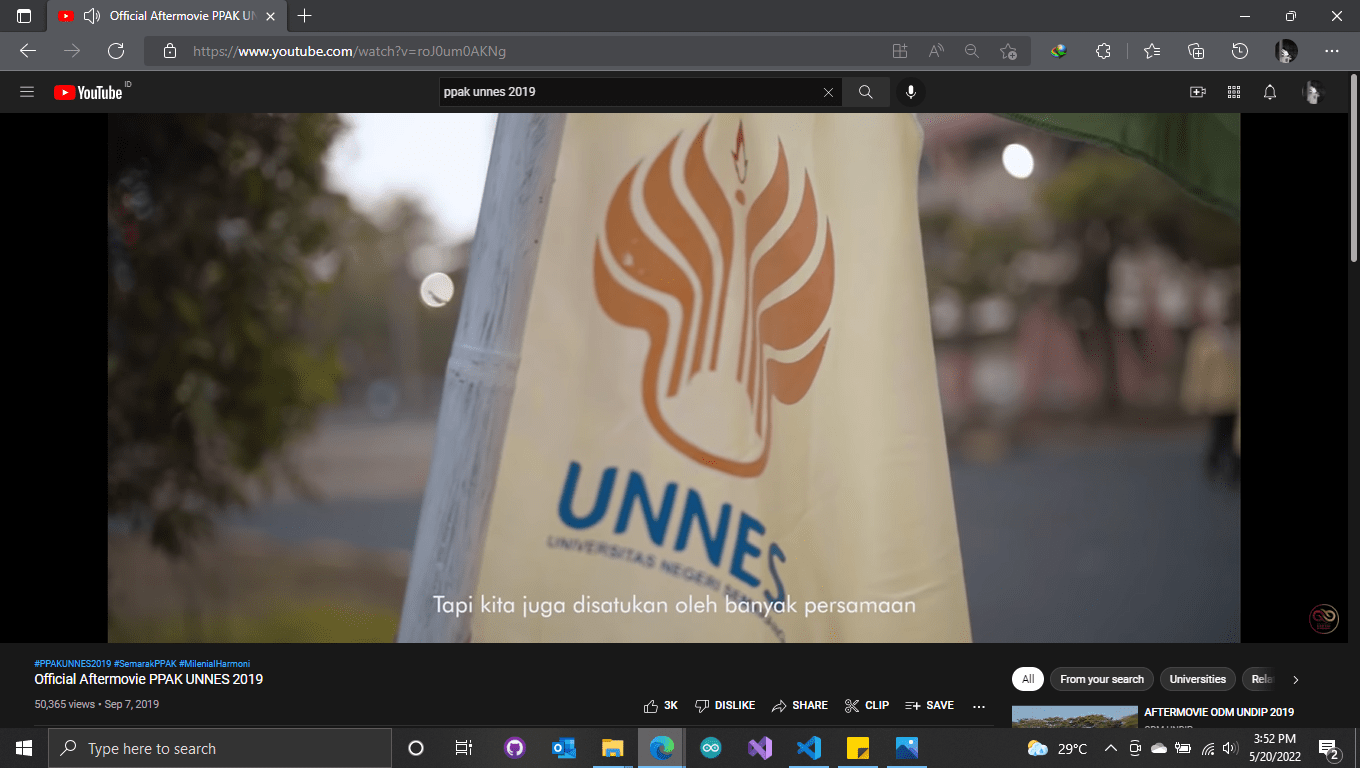 Official Aftermovie PPAK UN
https://www.youtube.com/watch?v=roJ0um0AKNg
YouTube ID
ppak unnes 2019
UNNES
UNIVERSITAS NEGERI
Tapi kita juga disatukan oleh banyak persamaan
#PPAKUNNES2019 #SemarakPPAK #MilenialHarmoni
Official Aftermovie PPAK UNNES 2019
50,365 views • Sep 7, 2019
3K DISLIKE SHARE CLIP SAVE ...
All From your search Universities Rela
AFTERMOVIE ODM UNDIP 2019
ODM UNDIP
Type here to search
29°C
3:52 PM
5/20/2022
2